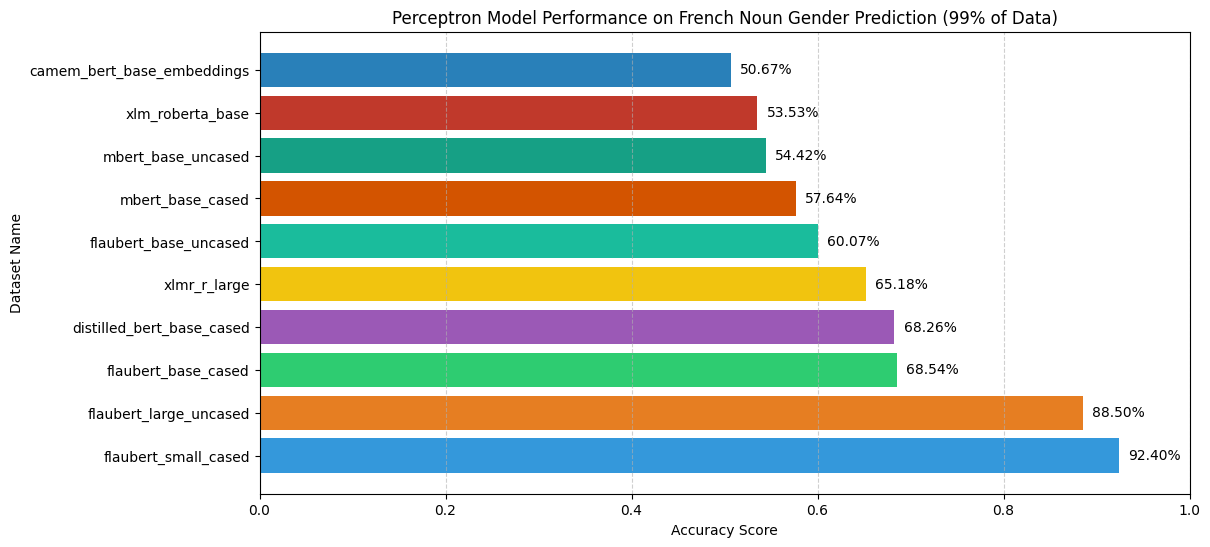 Perceptron Model Performance on French Noun Gender Prediction (99% of Data)
Dataset Name
camem_bert_base_embeddings 50.67%
xlm_roberta_base 53.53%
mbert_base_uncased 54.42%
mbert_base_cased 57.64%
flaubert_base_uncased 60.07%
xlmr_r_large 65.18%
distilled_bert_base_cased 68.26%
flaubert_base_cased 68.54%
flaubert_large_uncased 88.50%
flaubert_small_cased 92.40%
0.0 0.2 0.4 0.6 0.8 1.0
Accuracy Score